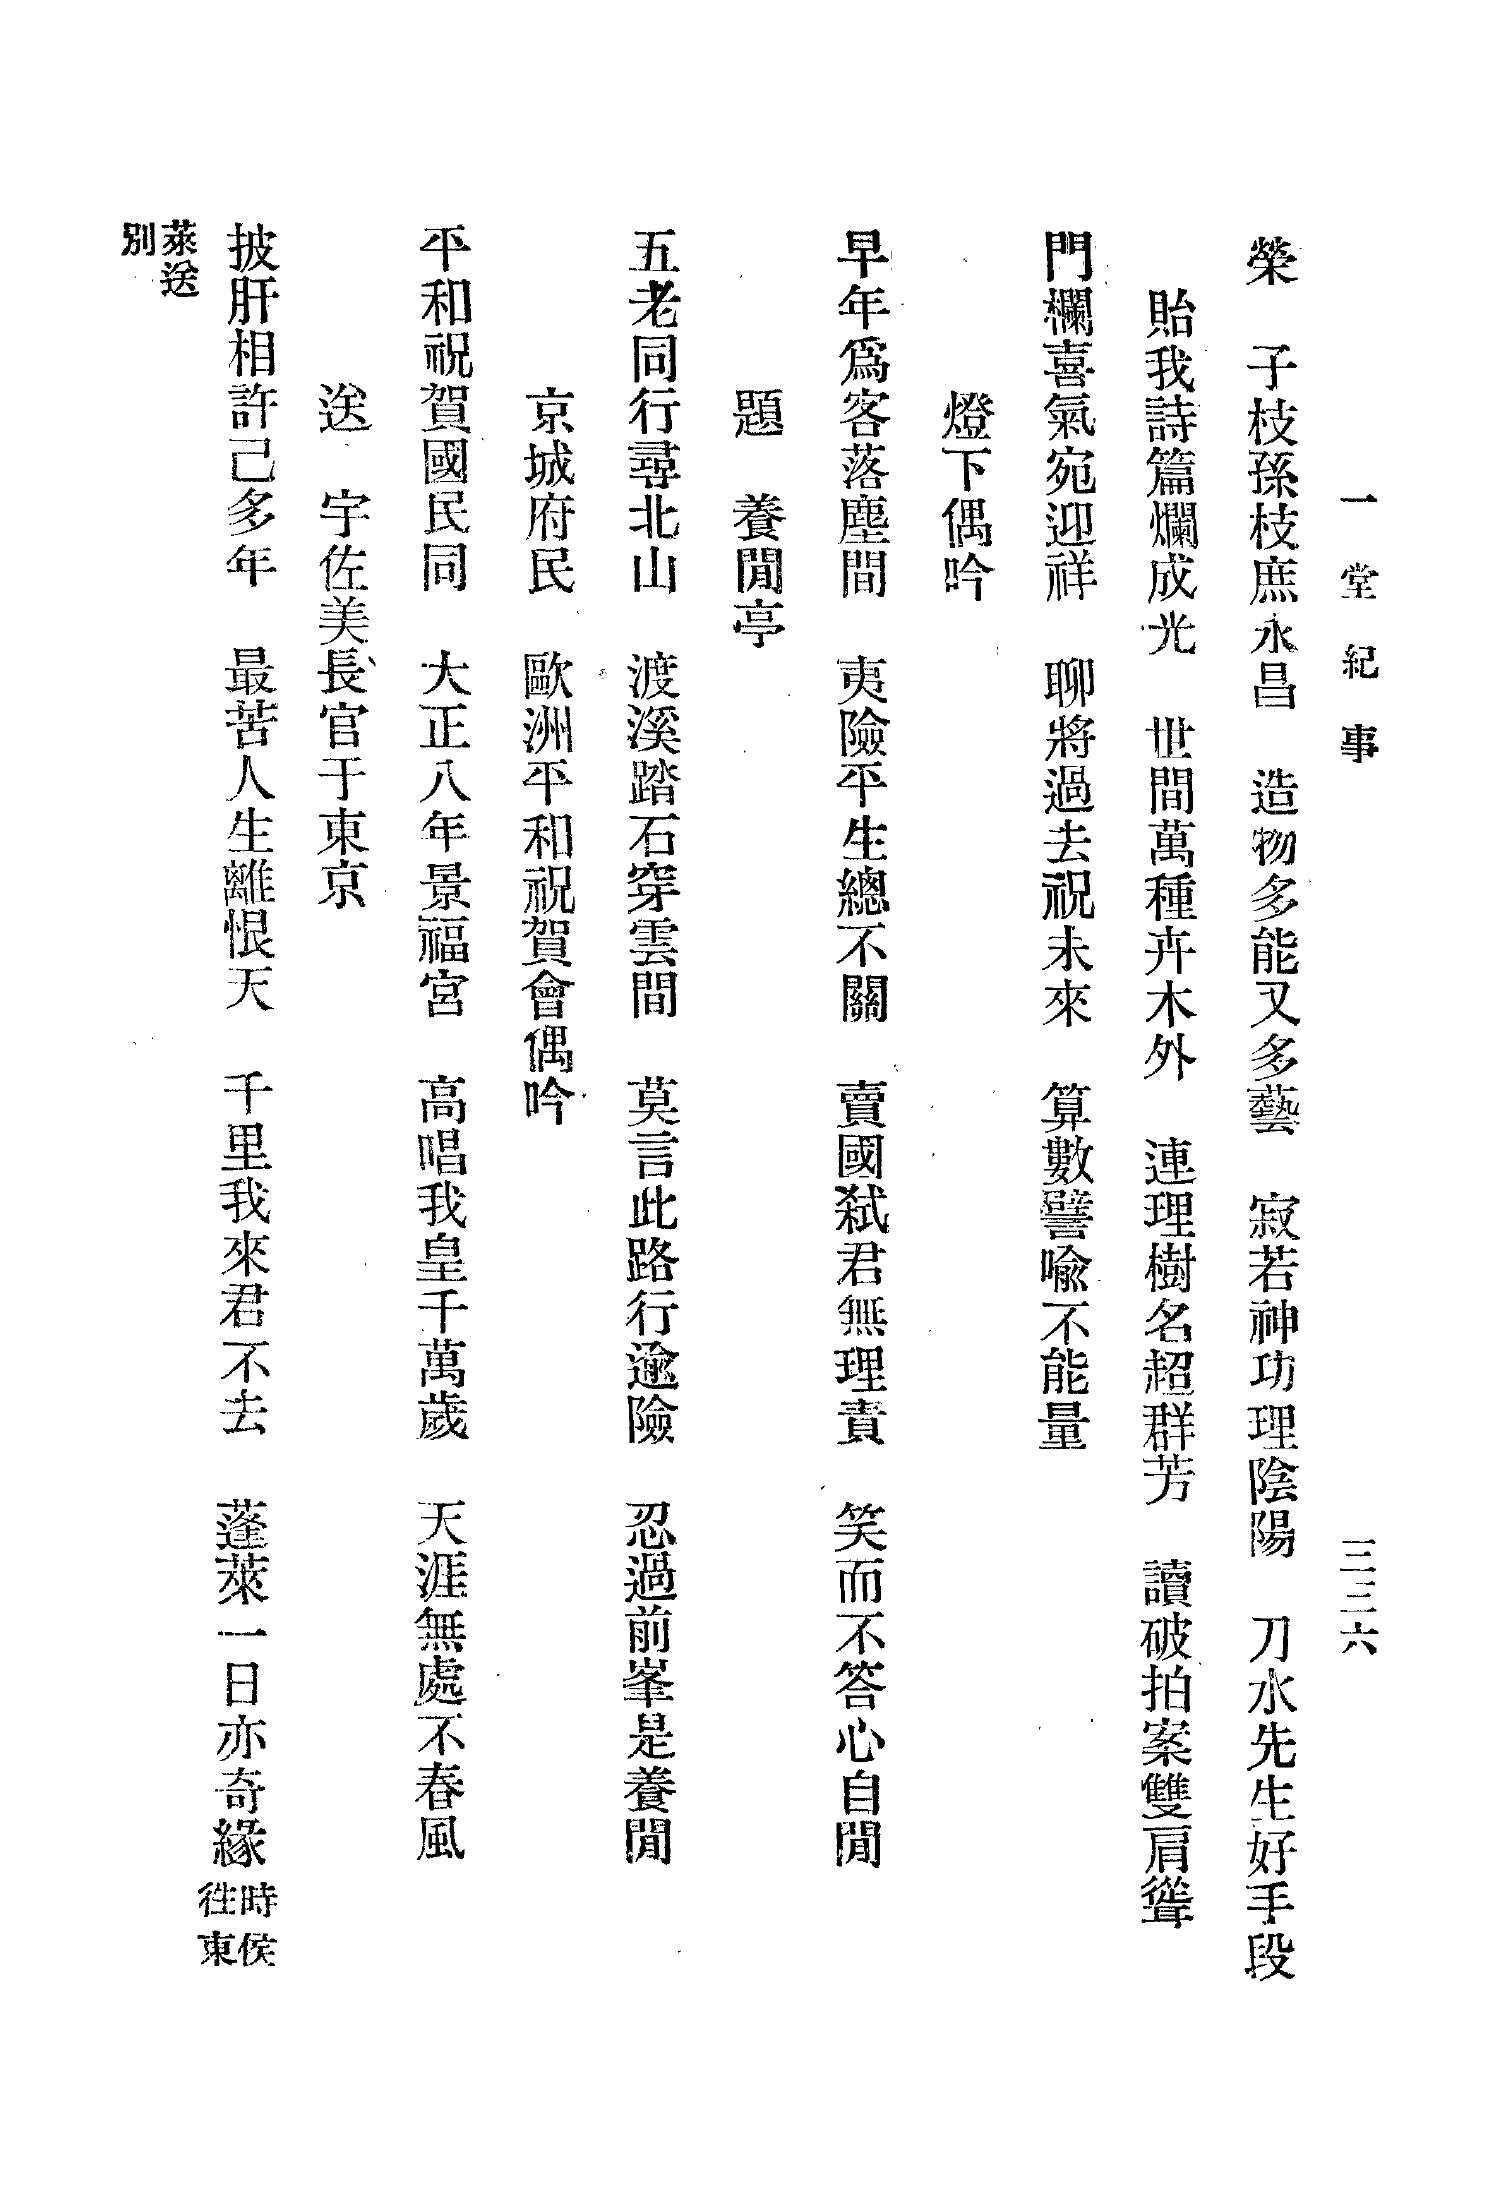 一堂紀事　三三六
榮　子枝孫枝庶永昌　造物多能又多藝　寂若神功理陰陽　刀水先生好手段
貽我詩篇爛成光　世間萬種卉木外　連理樹名超群芳　讀破拍案雙肩聳
門欄喜氣宛迎祥　聊將過去祝未來　算數譬喩不能量
燈下偶吟
早年爲客落塵間　夷險平生總不關　賣國弑君無理責　笑而不答心自閒
題　養閒亭
五老同行尋北山　渡溪踏石穿雲間　莫言此路行逾險　忍過前峯是養閒
京城府民　歐洲平和祝賀會偶吟
平和祝賀國民同　大正八年景福宮　高唱我皇千萬歲　天涯無處不春風
送　宇佐美長官于東京
披肝相許己多年　最苦人生離恨天　千里我來君不去　蓬萊一日亦奇緣
時侯
往東
萊送
別